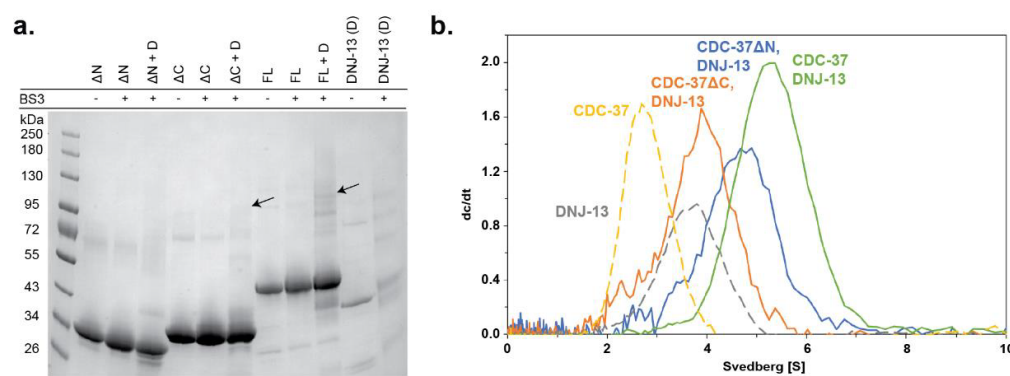 a.
ΔN
ΔN
ΔN + D
ΔC
ΔC
ΔC + D
FL
FL
FL + D
DNJ-13 (D)
DNJ-13 (D)
BS3 - + + - + + - + + - +
kDa
250
180
130
95
72
55
43
34
26
b.
dc/dt
2.0
1.6
1.2
0.8
0.4
0.0
CDC-37ΔN,
DNJ-13
CDC-37
DNJ-13
CDC-37ΔC,
DNJ-13
CDC-37
DNJ-13
0 2 4 6 8 10
Svedberg [S]